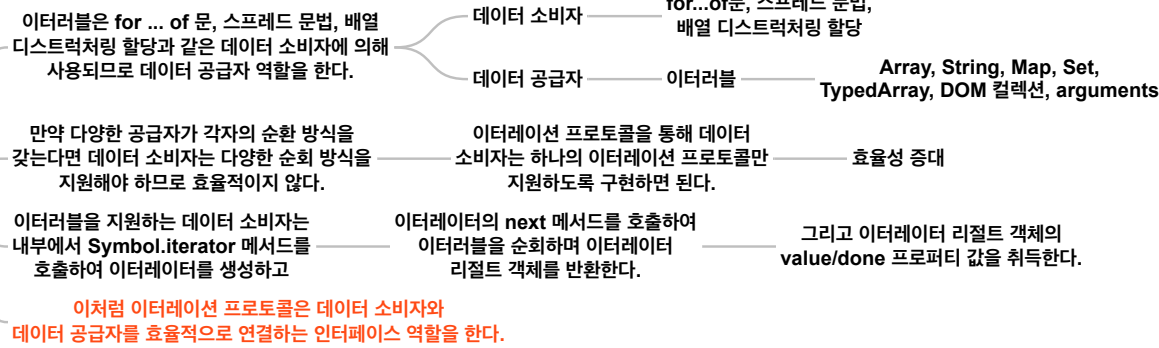 이터러블은 for ... of 문, 스프레드 문법, 배열
디스트럭처링 할당과 같은 데이터 소비자에 의해
사용되므로 데이터 공급자 역할을 한다.
데이터 소비자
for...of문, 스프레드 문법,
배열 디스트럭처링 할당
데이터 공급자
이터러블
Array, String, Map, Set,
TypedArray, DOM 컬렉션, arguments
만약 다양한 공급자가 각자의 순환 방식을
갖는다면 데이터 소비자는 다양한 순회 방식을
지원해야 하므로 효율적이지 않다.
이터레이션 프로토콜을 통해 데이터
소비자는 하나의 이터레이션 프로토콜만
지원하도록 구현하면 된다.
효율성 증대
이터러블을 지원하는 데이터 소비자는
내부에서 Symbol.iterator 메서드를
호출하여 이터레이터를 생성하고
이터레이터의 next 메서드를 호출하여
이터러블을 순회하며 이터레이터
리절트 객체를 반환한다.
그리고 이터레이터 리절트 객체의
value/done 프로퍼티 값을 취득한다.
이처럼 이터레이션 프로토콜은 데이터 소비자와
데이터 공급자를 효율적으로 연결하는 인터페이스 역할을 한다.